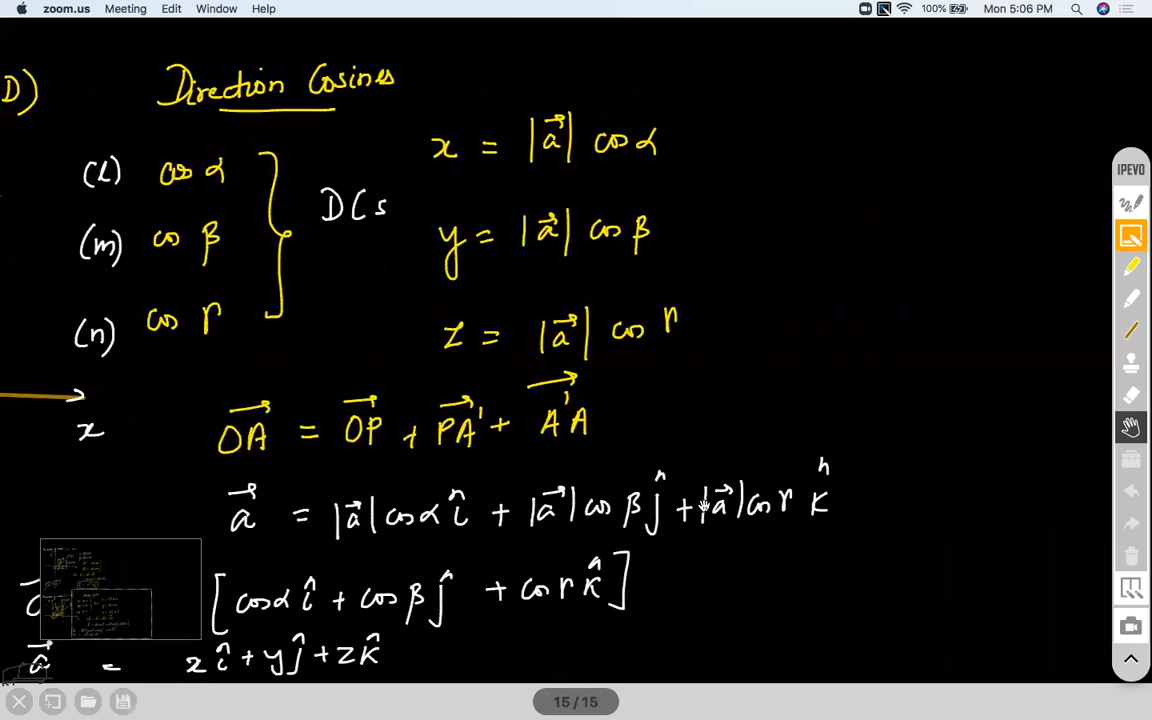 zoom.us Meeting Edit Window Help 100% Mon 5:06 PM
D) Direction Cosines
(l) cos α
(m) cos β
(n) cos γ
DCs
x = |a⃗| cos α
y = |a⃗| cos β
z = |a⃗| cos γ
x
OA⃗ = OP⃗ + PA'⃗ + A'A⃗
a⃗ = |a⃗| cos α î + |a⃗| cos β ĵ + |a⃗| cos γ k̂
[cos α î + cos β ĵ + cos γ k̂]
a⃗ = x î + y ĵ + z k̂
IPEVO
15 / 15